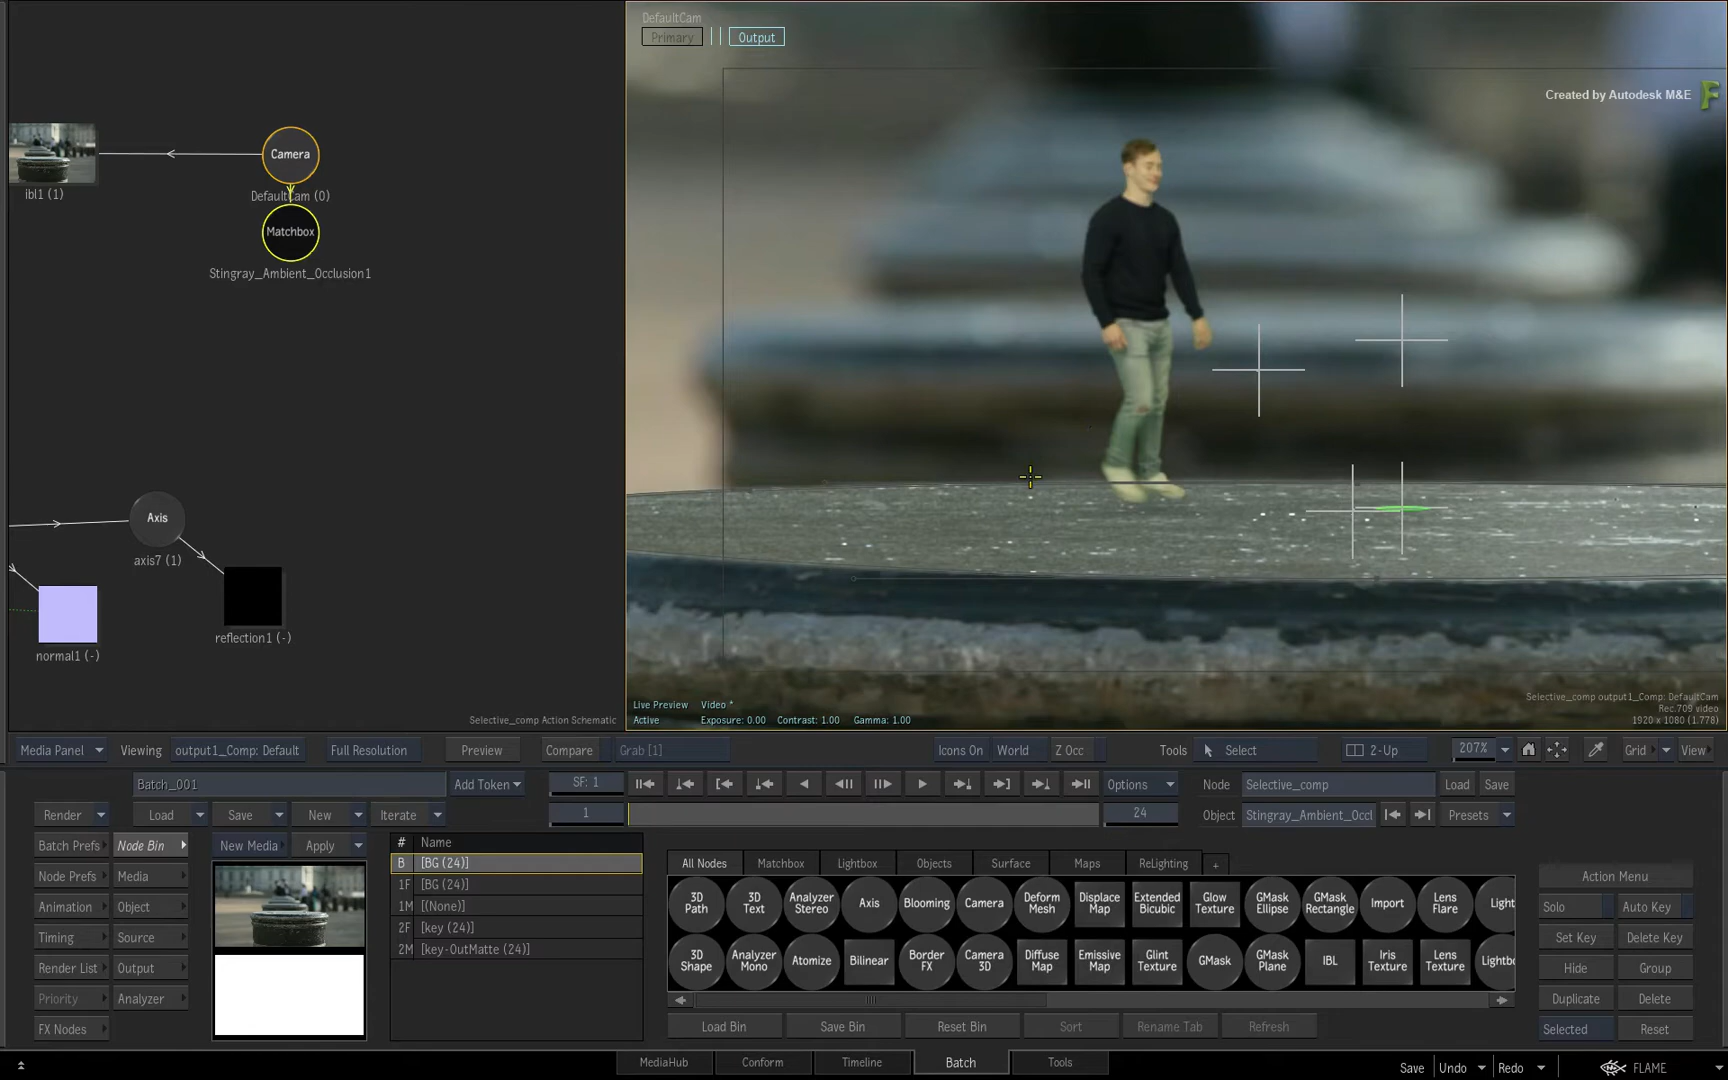 DefaultCam
Primary
Output
Created by Autodesk M&E
Camera
ibl1 (1)
DefaultCam (0)
Matchbox
Stingray_Ambient_Occlusion1
Axis
axis7 (1)
reflection1 (-)
normal1 (-)
Selective_comp Action Schematic
Live Preview Video *
Active Exposure: 0.00 Contrast: 1.00 Gamma: 1.00
Selective_comp output1_Comp: DefaultCam
Rec.709 video
1920 x 1080 (1.778)
Media Panel Viewing output1_Comp: Default Full Resolution Preview Compare Grab [1] Icons On World Z Occ Tools Select 2-Up 207% Grid View
Batch_001 Add Token SF: 1 Options Node Selective_comp Load Save
Render Load Save New Iterate 1 24 Object Stingray_Ambient_Occl Presets
Batch Prefs Node Bin New Media Apply
Node Prefs Media
Animation Object
Timing Source
Render List Output
Priority Analyzer
FX Nodes
# Name
B [BG (24)]
1F [BG (24)]
1M [(None)]
2F [key (24)]
2M [key-OutMatte (24)]
All Nodes Matchbox Lightbox Objects Surface Maps ReLighting +
3D Path
3D Text
Analyzer Stereo
Axis
Blooming
Camera
Deform Mesh
Displace Map
Extended Bicubic
Glow Texture
GMask Ellipse
GMask Rectangle
Import
Lens Flare
Light
3D Shape
Analyzer Mono
Atomize
Bilinear
Border FX
Camera 3D
Diffuse Map
Emissive Map
Glint Texture
GMask
GMask Plane
IBL
Iris Texture
Lens Texture
Lightbo
Load Bin Save Bin Reset Bin Sort Rename Tab Refresh
Action Menu
Solo Auto Key
Set Key Delete Key
Hide Group
Duplicate Delete
Selected Reset
MediaHub Conform Timeline Batch Tools
Save Undo Redo FLAME